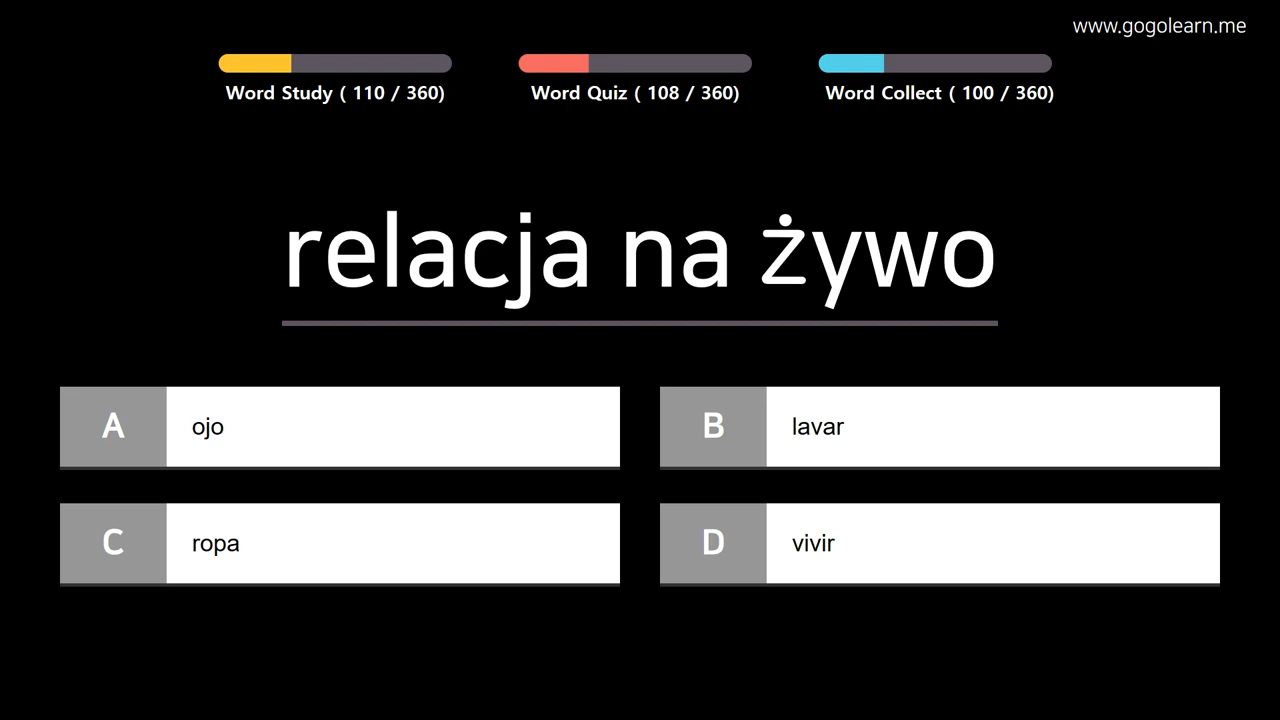 www.gogolearn.me
Word Study ( 110 / 360)
Word Quiz ( 108 / 360)
Word Collect ( 100 / 360)
relacja na żywo
A ojo
B lavar
C ropa
D vivir